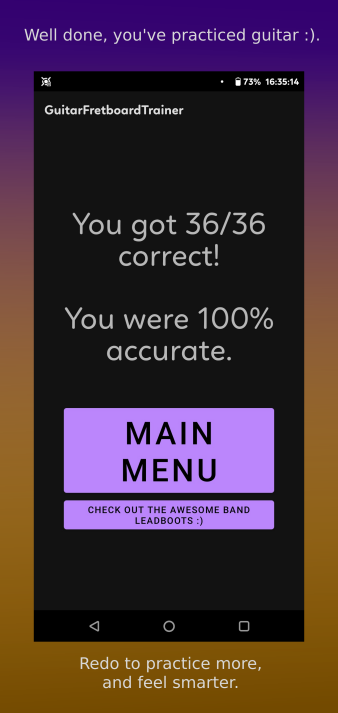 Well done, you've practiced guitar :).
73% 16:35:14
GuitarFretboardTrainer
You got 36/36
correct!
You were 100%
accurate.
MAIN
MENU
CHECK OUT THE AWESOME BAND
LEADBOOTS :)
Redo to practice more,
and feel smarter.